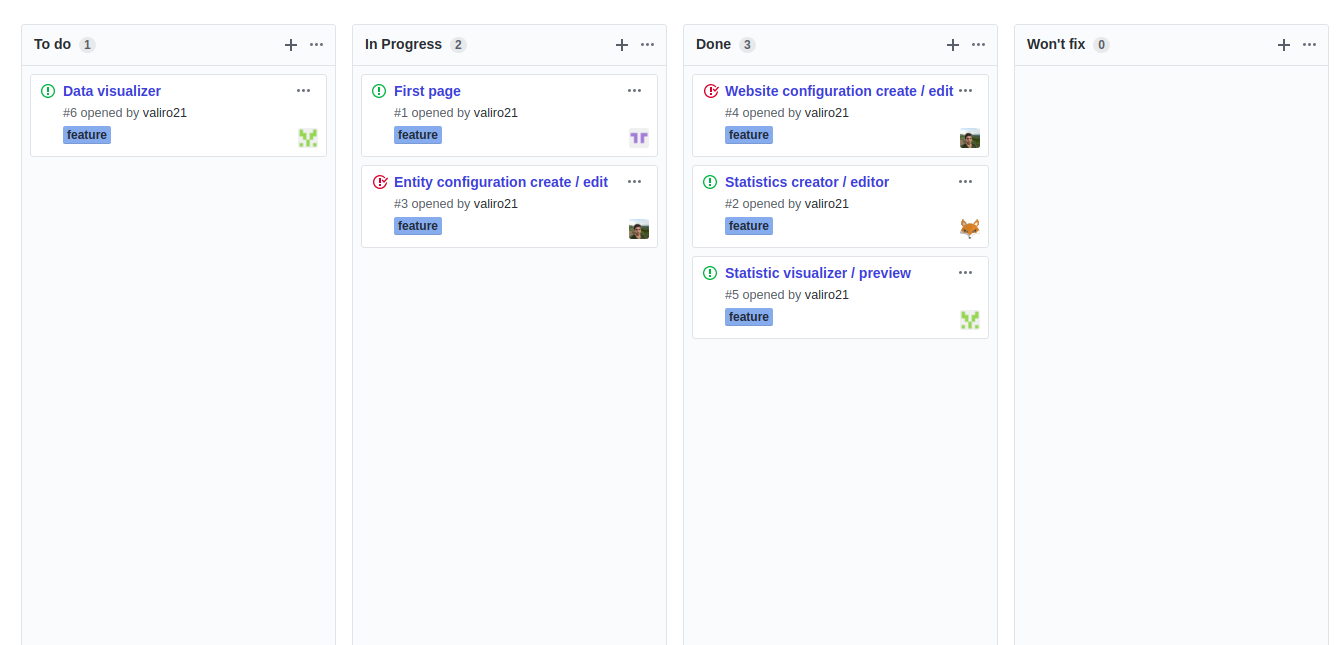 To do 1
Data visualizer
#6 opened by valiro21
feature
In Progress 2
First page
#1 opened by valiro21
feature
Entity configuration create / edit
#3 opened by valiro21
feature
Done 3
Website configuration create / edit
#4 opened by valiro21
feature
Statistics creator / editor
#2 opened by valiro21
feature
Statistic visualizer / preview
#5 opened by valiro21
feature
Won't fix 0